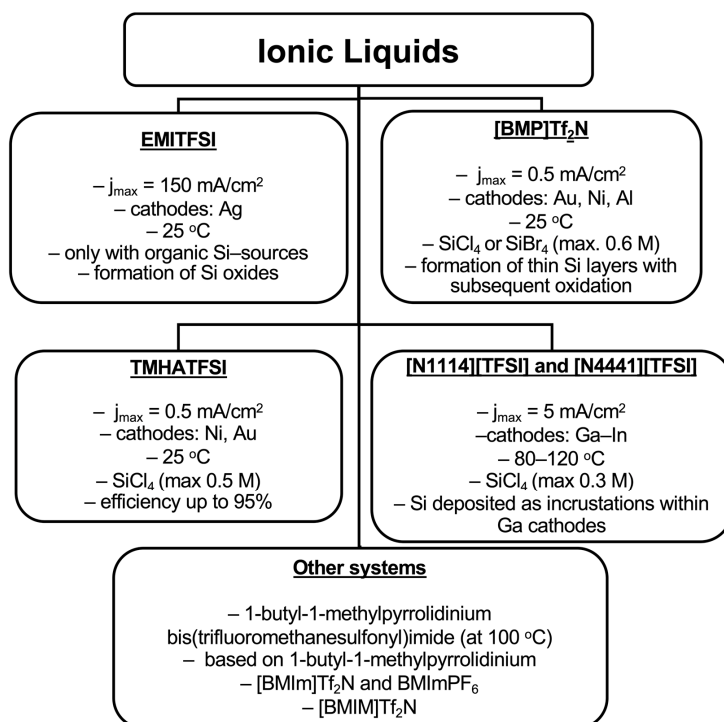 Ionic Liquids
EMITFSI
– jmax = 150 mA/cm²
– cathodes: Ag
– 25 ºC
– only with organic Si–sources
– formation of Si oxides
[BMP]Tf₂N
– jmax = 0.5 mA/cm²
– cathodes: Au, Ni, Al
– 25 ºC
– SiCl₄ or SiBr₄ (max. 0.6 M)
– formation of thin Si layers with
subsequent oxidation
TMHATFSI
– jmax = 0.5 mA/cm²
– cathodes: Ni, Au
– 25 ºC
– SiCl₄ (max 0.5 M)
– efficiency up to 95%
[N1114][TFSI] and [N4441][TFSI]
– jmax = 5 mA/cm²
–cathodes: Ga–In
– 80–120 ºC
– SiCl₄ (max 0.3 M)
– Si deposited as incrustations within
Ga cathodes
Other systems
– 1-butyl-1-methylpyrrolidinium
bis(trifluoromethanesulfonyl)imide (at 100 ºC)
– based on 1-butyl-1-methylpyrrolidinium
– [BMIm]Tf₂N and BMImPF₆
– [BMIM]Tf₂N